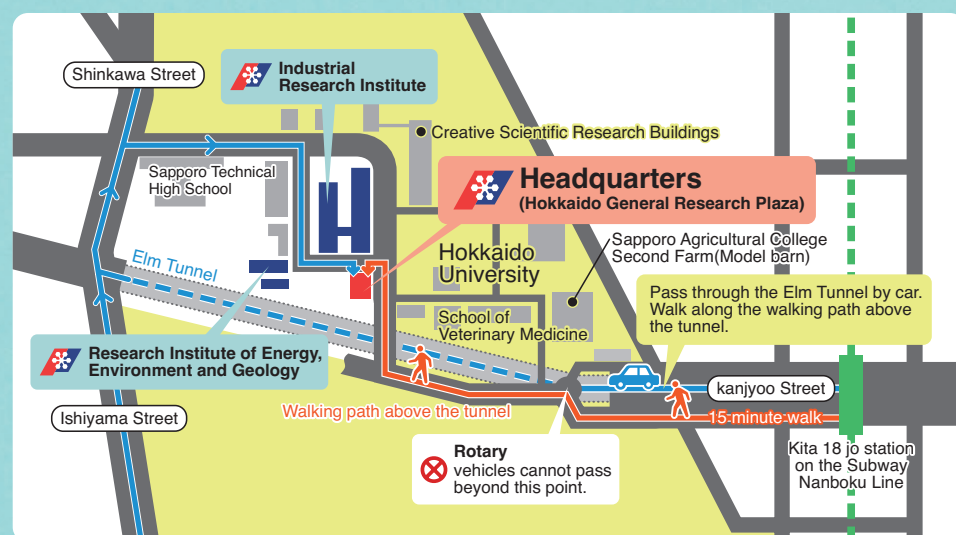 Shinkawa Street
Industrial
Research Institute
Creative Scientific Research Buildings
Sapporo Technical
High School
Headquarters
(Hokkaido General Research Plaza)
Elm Tunnel
Hokkaido
University
Sapporo Agricultural College
Second Farm(Model barn)
Pass through the Elm Tunnel by car.
Walk along the walking path above
the tunnel.
School of
Veterinary Medicine
Research Institute of Energy,
Environment and Geology
kanjyoo Street
Ishiyama Street
Walking path above the tunnel
15-minute walk
Rotary
vehicles cannot pass
beyond this point.
Kita 18 jo station
on the Subway
Nanboku Line